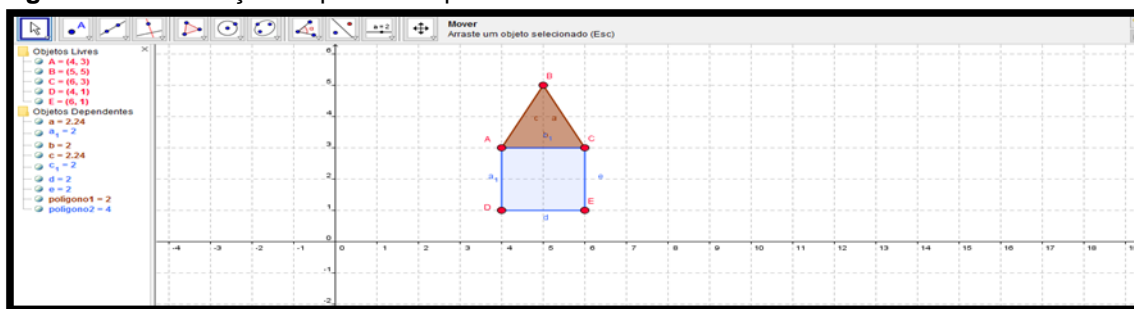 Mover
Arraste um objeto selecionado (Esc)
Objetos Livres
A = (4, 3)
B = (5, 5)
C = (6, 3)
D = (4, 1)
E = (6, 1)
Objetos Dependentes
a = 2.24
a₁ = 2
b = 2
c = 2.24
c₁ = 2
d = 2
e = 2
poligono1 = 2
poligono2 = 4
a=2
6
5
4
3
2
1
0
-1
-2
B
c a
A b₁ C
a₁ e
D E
d
-4 -3 -2 -1 0 1 2 3 4 5 6 7 8 9 10 11 12 13 14 15 16 17 18